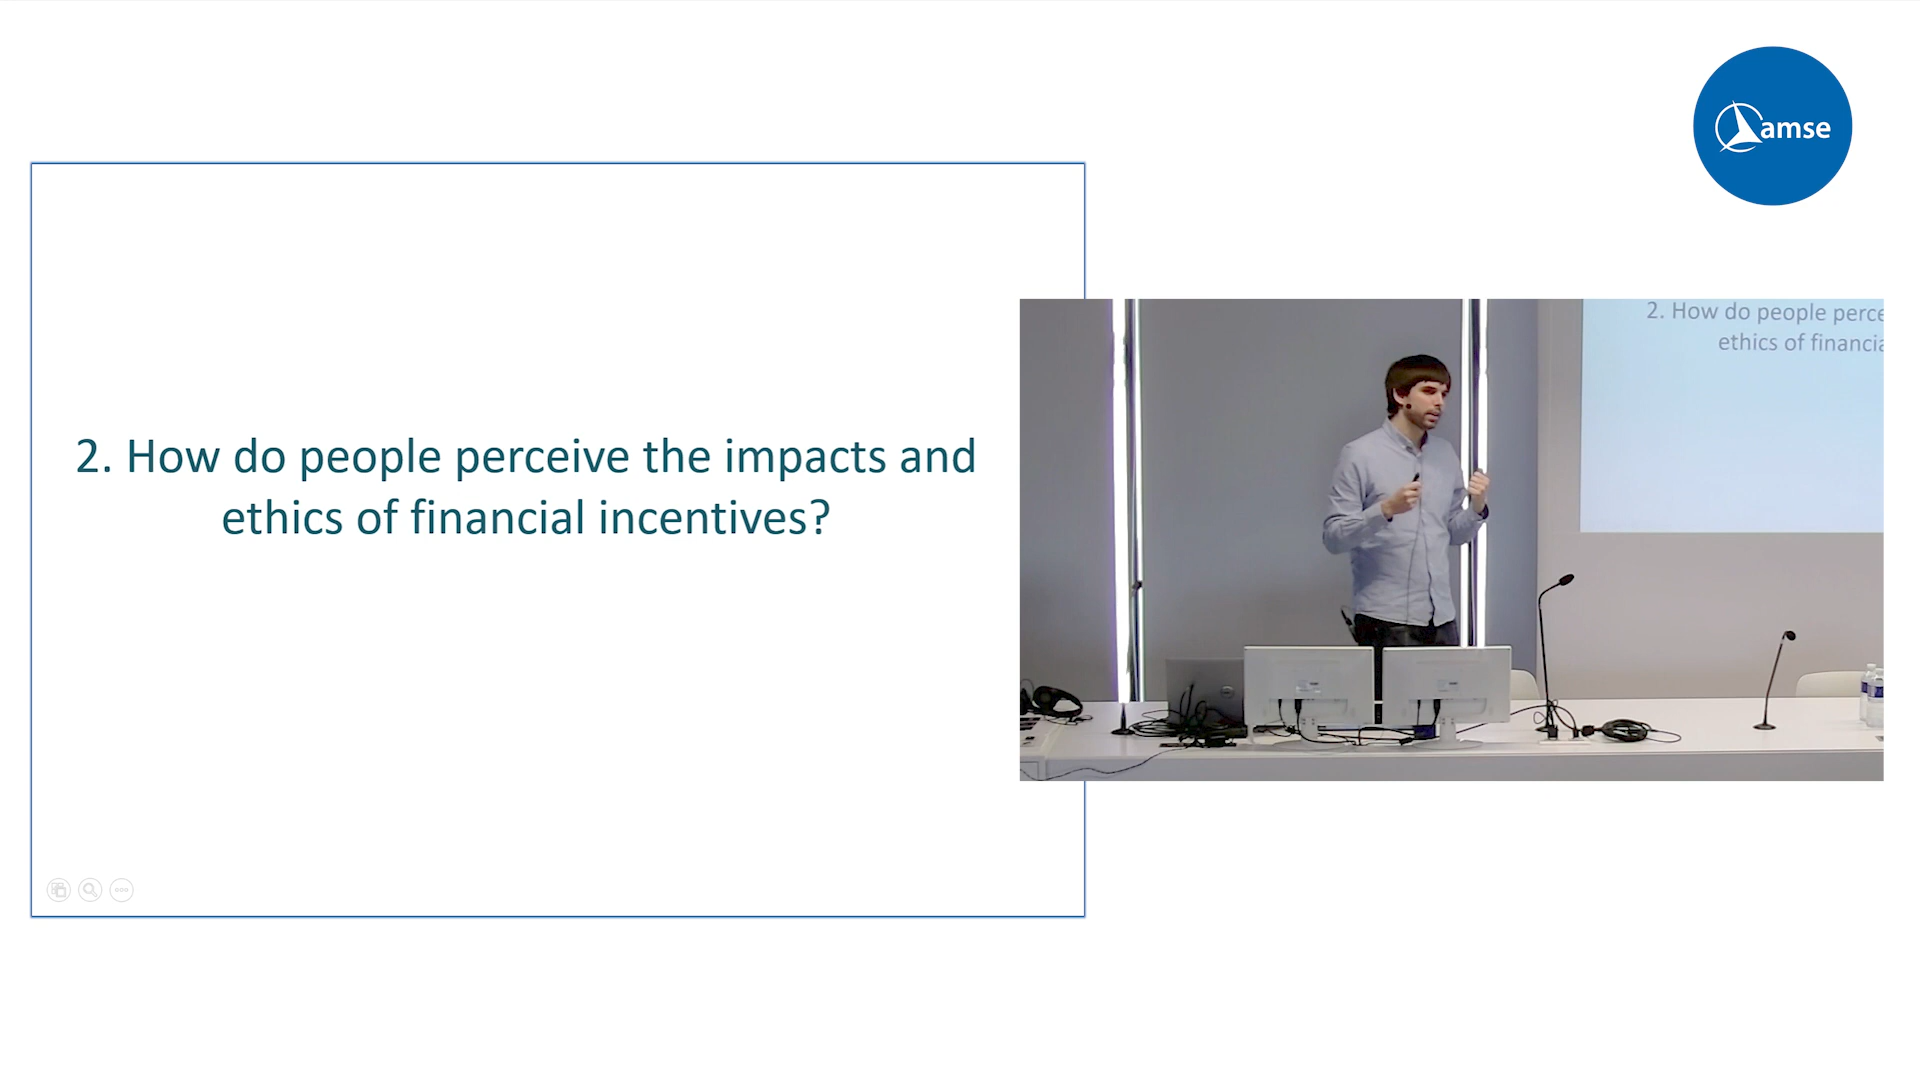 amse
2. How do people perceive the impacts and
ethics of financial incentives?
2. How do people perce
ethics of financia